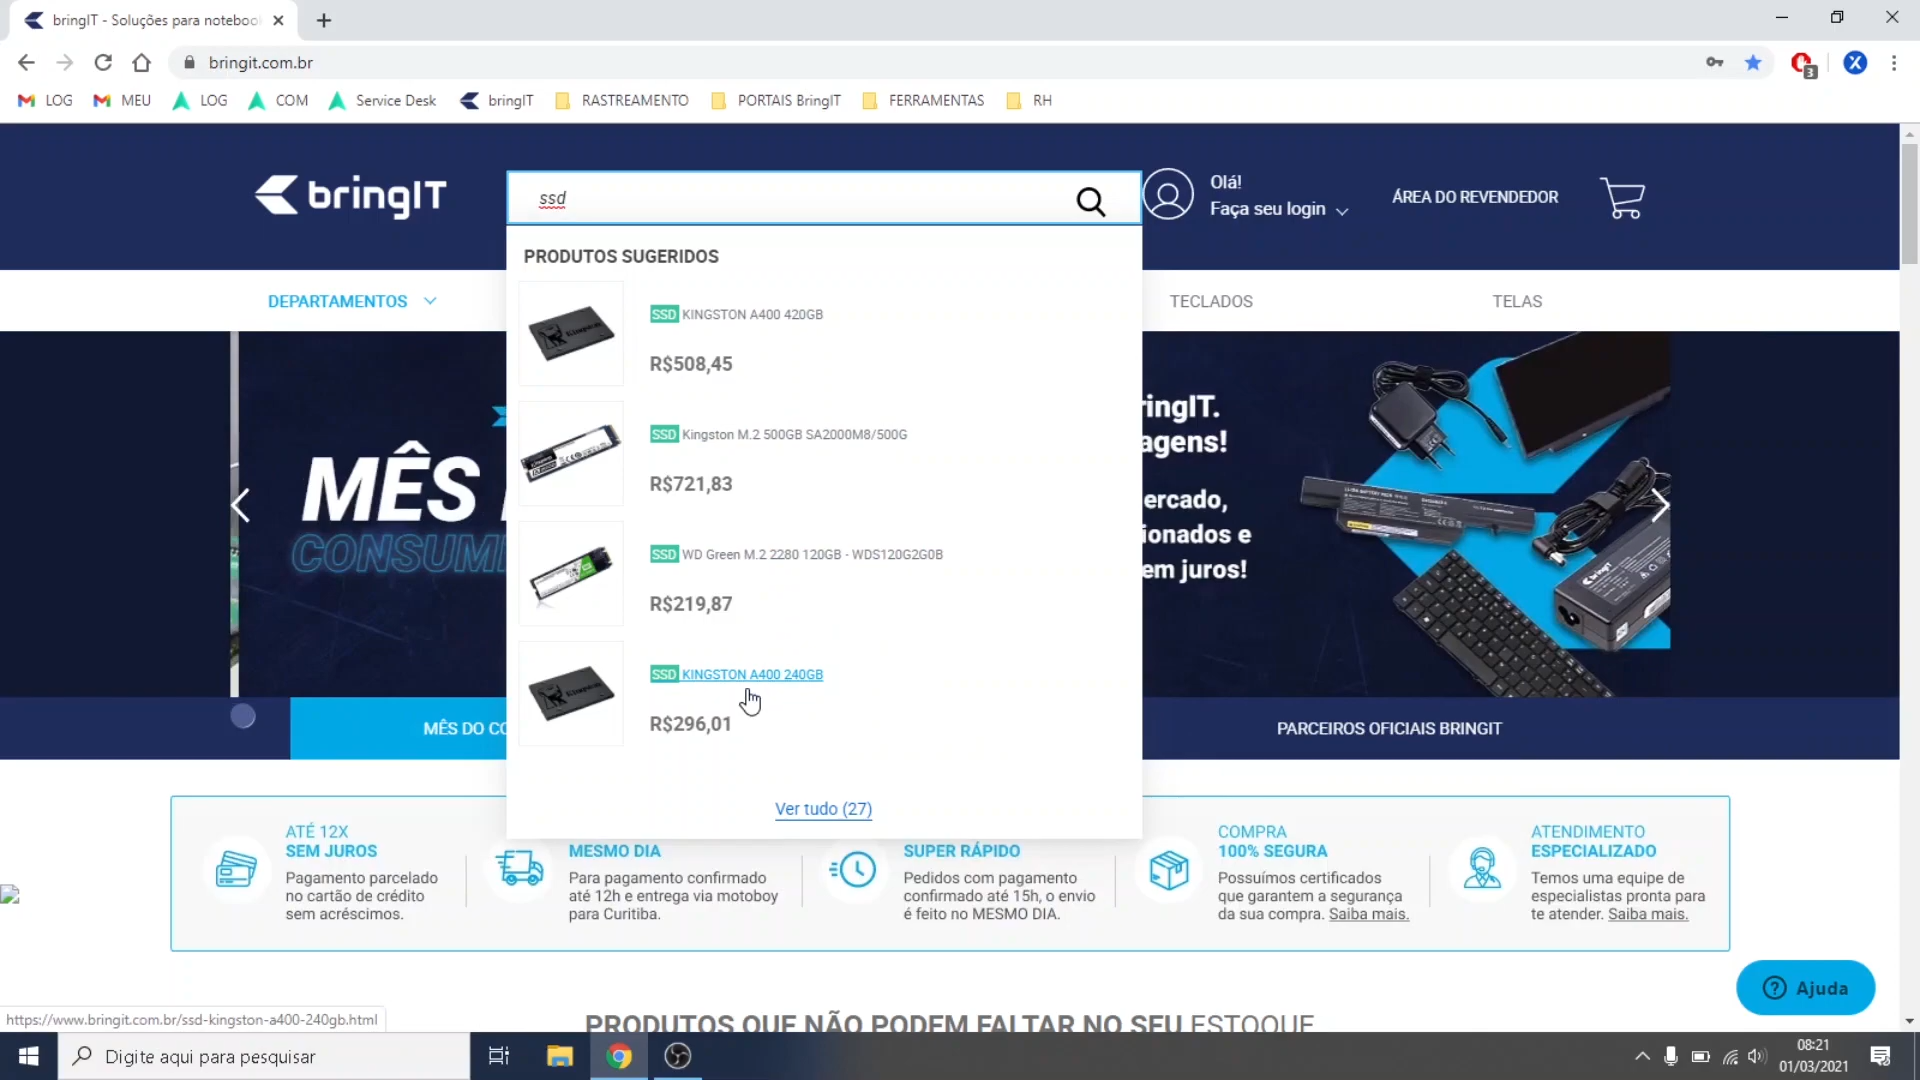 bringIT - Soluções para noteboo
bringit.com.br
3
X
LOG
MEU
LOG
COM
Service Desk
bringIT
RASTREAMENTO
PORTAIS BringIT
FERRAMENTAS
RH
bringIT
ssd
Olá!
Faça seu login
ÁREA DO REVENDEDOR
PRODUTOS SUGERIDOS
DEPARTAMENTOS
TECLADOS
TELAS
SSD KINGSTON A400 420GB
R$508,45
SSD Kingston M.2 500GB SA2000M8/500G
R$721,83
SSD WD Green M.2 2280 120GB - WDS120G2G0B
R$219,87
SSD KINGSTON A400 240GB
R$296,01
Ver tudo (27)
MÊS
CONSUM
ringIT.
agens!
ercado,
ionados e
em juros!
bringIT
MÊS DO CO
PARCEIROS OFICIAIS BRINGIT
ATÉ 12X
SEM JUROS
Pagamento parcelado
no cartão de crédito
sem acréscimos.
MESMO DIA
Para pagamento confirmado
até 12h e entrega via motoboy
para Curitiba.
SUPER RÁPIDO
Pedidos com pagamento
confirmado até 15h, o envio
é feito no MESMO DIA.
COMPRA
100% SEGURA
Possuímos certificados
que garantem a segurança
da sua compra. Saiba mais.
ATENDIMENTO
ESPECIALIZADO
Temos uma equipe de
especialistas pronta para
te atender. Saiba mais.
Ajuda
PRODUTOS QUE NÃO PODEM FALTAR NO SEU ESTOQUE
https://www.bringit.com.br/ssd-kingston-a400-240gb.html
Digite aqui para pesquisar
08:21
01/03/2021